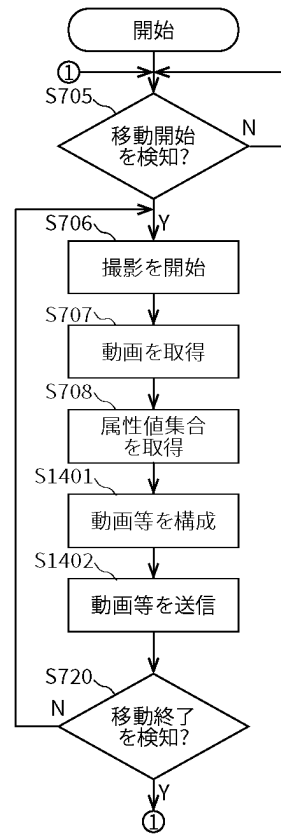 開始
①
S705
移動開始
を検知?
N
Y
S706
撮影を開始
S707
動画を取得
S708
属性値集合
を取得
S1401
動画等を構成
S1402
動画等を送信
S720
N
移動終了
を検知?
Y
①